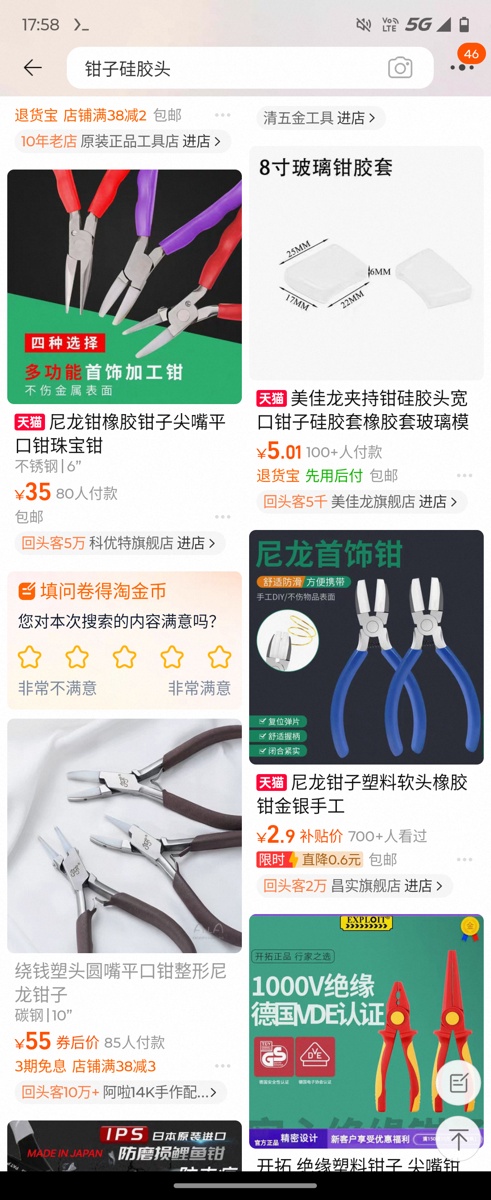 17:58
Vo)) LTE 5G
46
钳子硅胶头
退货宝 店铺满38减2 包邮
10年老店 原装正品工具店 进店
四种选择
多功能首饰加工钳
不伤金属表面
天猫 尼龙钳橡胶钳子尖嘴平
口钳珠宝钳
不锈钢|6”
¥35 80人付款
包邮
回头客5万 科优特旗舰店 进店
填问卷得淘金币
您对本次搜索的内容满意吗?
非常不满意 非常满意
绕钱塑头圆嘴平口钳整形尼
龙钳子
碳钢|10”
¥55 券后价 85人付款
3期免息 店铺满38减3
回头客10万+ 阿啦14K手作配... 进店
IPS 日本原装进口
MADE IN JAPAN 防磨损鲤鱼钳
清五金工具 进店
8寸玻璃钳胶套
25MM
6MM
17MM
22MM
天猫 美佳龙夹持钳硅胶头宽
口钳子硅胶套橡胶套玻璃模
¥5.01 100+人付款
退货宝 先用后付 包邮
回头客5千 美佳龙旗舰店 进店
尼龙首饰钳
舒适防滑 方便携带
手工DIY/不伤物品表面
复位弹片
舒适握柄
闭合紧实
天猫 尼龙钳子塑料软头橡胶
钳金银手工
¥2.9 补贴价 700+人看过
限时 直降0.6元 包邮
回头客2万 昌实旗舰店 进店
EXPLOIT
开拓正品 行家之选
1000V绝缘
德国VDE认证
GS
VDE
官方正品 精密设计 新客户享受优惠福利
开拓 绝缘塑料钳子 尖嘴钳